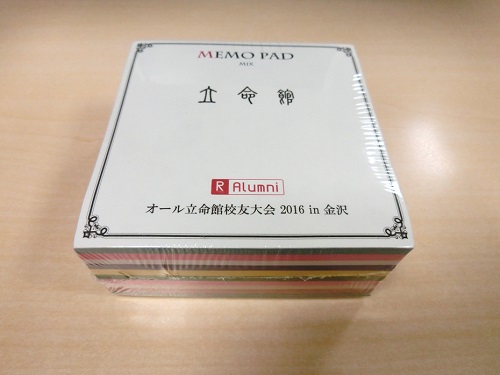 MEMO PAD
MIX
立命館
R Alumni
オール立命館校友大会 2016 in 金沢